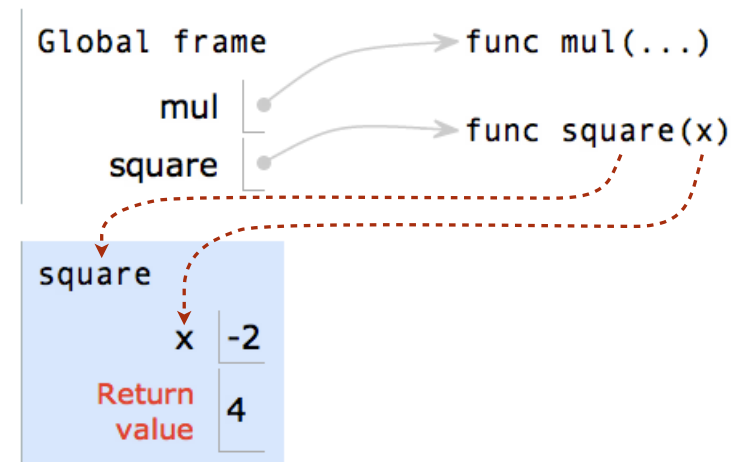 Global frame
func mul(...)
mul
func square(x)
square
square
x -2
Return
value
4